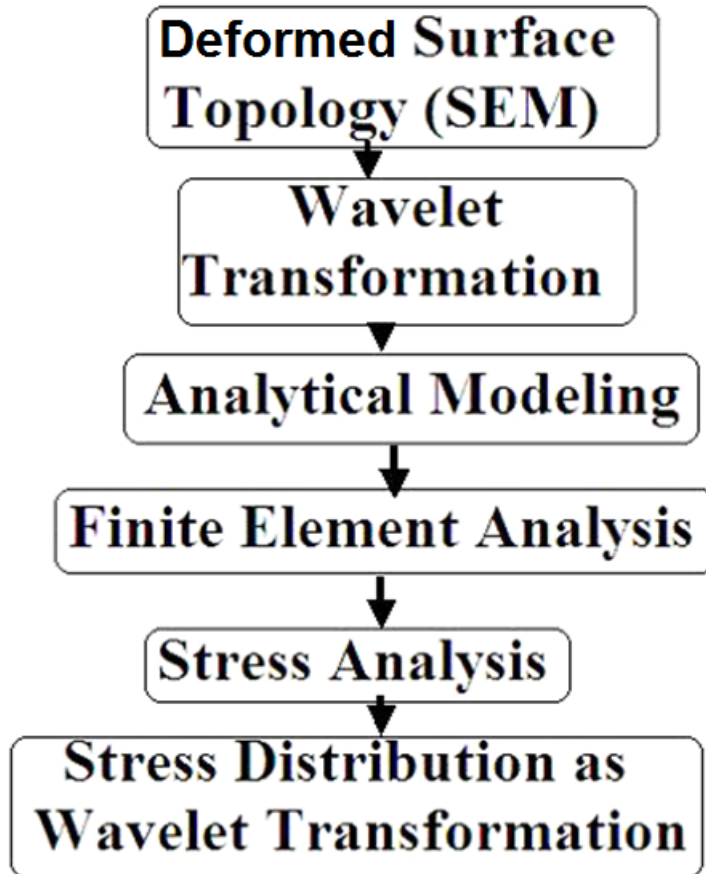 Deformed Surface
Topology (SEM)
Wavelet
Transformation
Analytical Modeling
Finite Element Analysis
Stress Analysis
Stress Distribution as
Wavelet Transformation